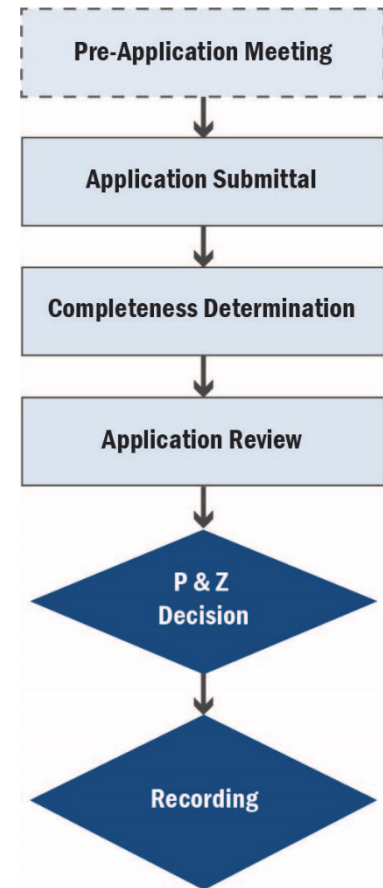 Pre-Application Meeting
Application Submittal
Completeness Determination
Application Review
P & Z
Decision
Recording